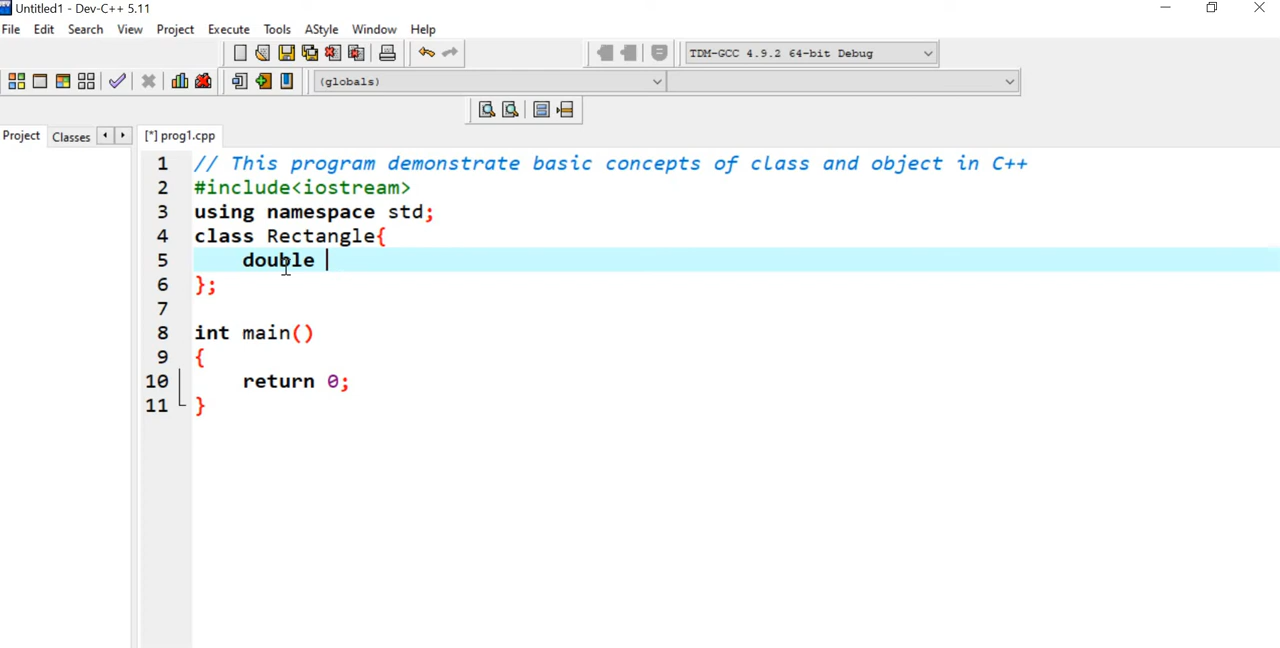 Untitled1 - Dev-C++ 5.11
File Edit Search View Project Execute Tools AStyle Window Help
TDM-GCC 4.9.2 64-bit Debug
(globals)
Project Classes [*] prog1.cpp
1 // This program demonstrate basic concepts of class and object in C++
2 #include<iostream>
3 using namespace std;
4 class Rectangle{
5 double
6 };
7
8 int main()
9 {
10 return 0;
11 }